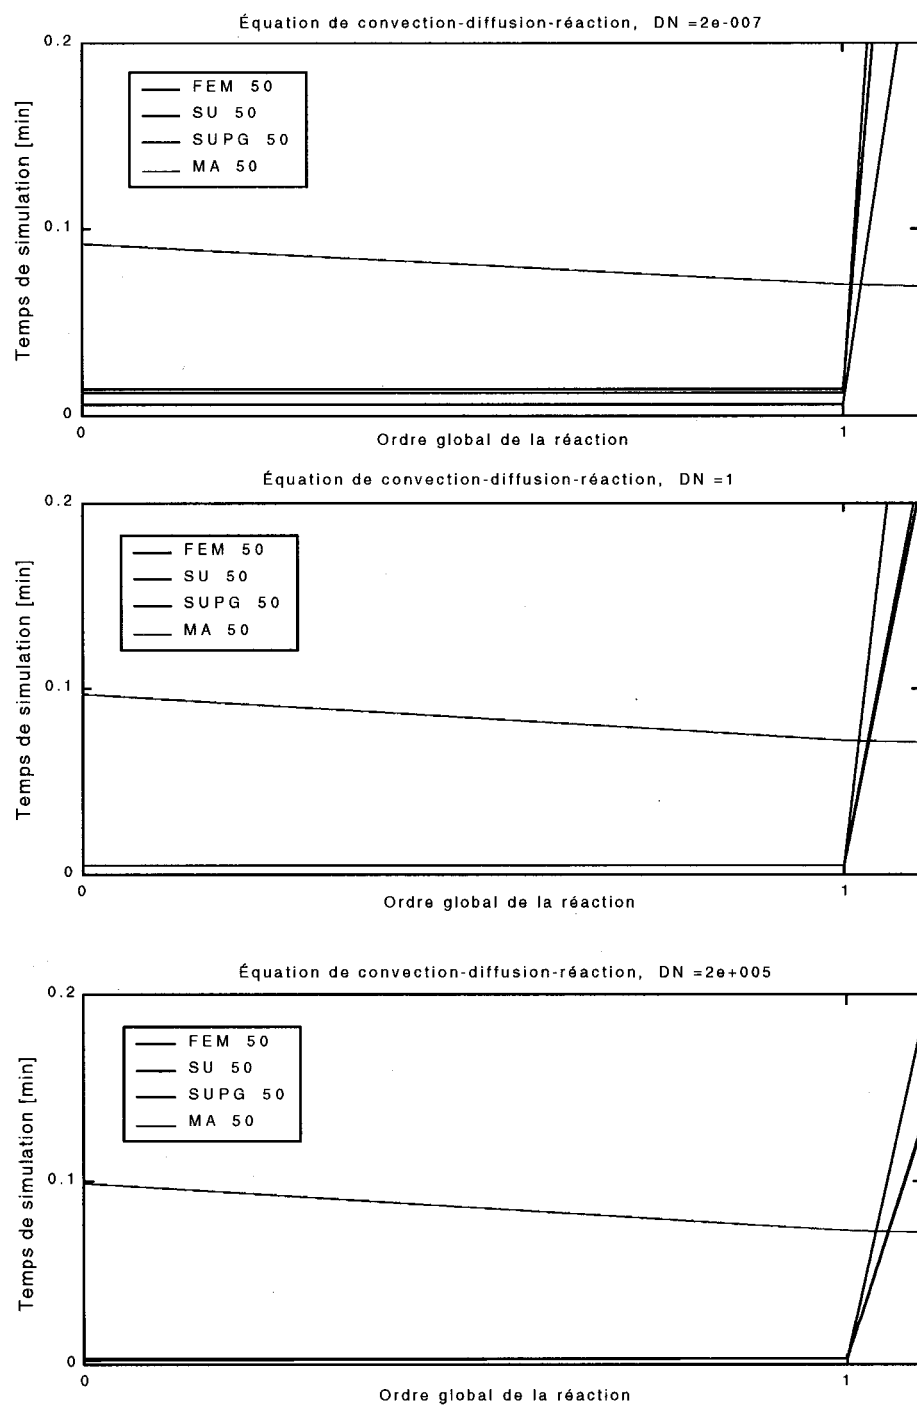 Équation de convection-diffusion-réaction, DN =2e-007
0.2
FEM 50
SU 50
SUPG 50
MA 50
0.1
0
Temps de simulation [min]
0
1
Ordre global de la réaction
Équation de convection-diffusion-réaction, DN =1
0.2
FEM 50
SU 50
SUPG 50
MA 50
0.1
0
Temps de simulation [min]
0
1
Ordre global de la réaction
Équation de convection-diffusion-réaction, DN =2e+005
0.2
FEM 50
SU 50
SUPG 50
MA 50
0.1
0
Temps de simulation [min]
0
1
Ordre global de la réaction